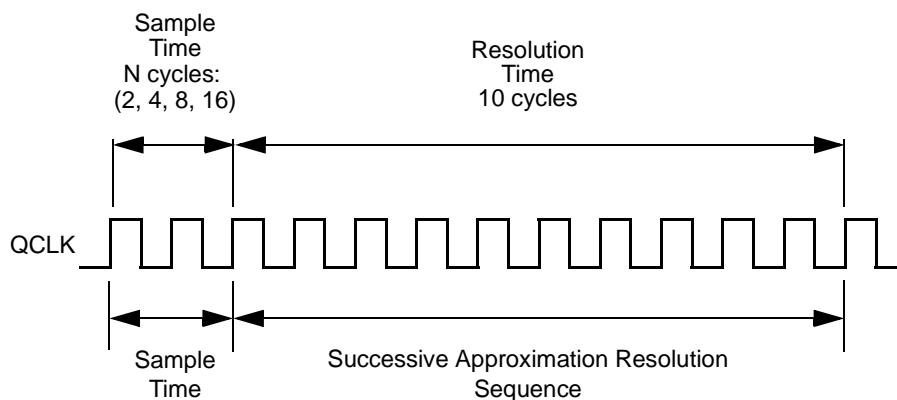 Sample
Time
N cycles:
(2, 4, 8, 16)
Resolution
Time
10 cycles
QCLK
Sample
Time
Successive Approximation Resolution
Sequence